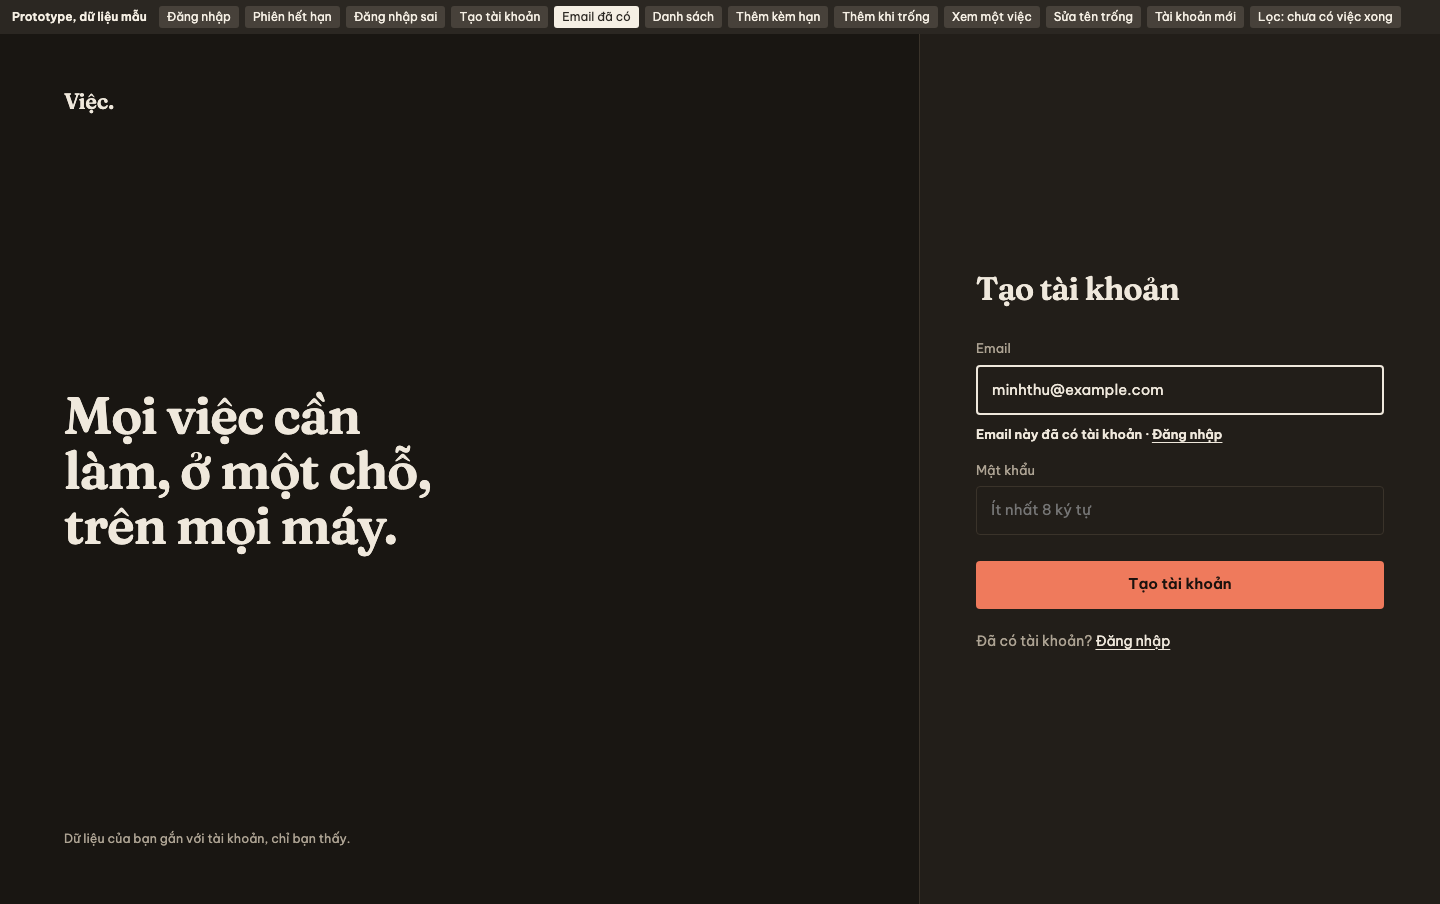 Prototype, dữ liệu mẫu Đăng nhập Phiên hết hạn Đăng nhập sai Tạo tài khoản Email đã có Danh sách Thêm kèm hạn Thêm khi trống Xem một việc Sửa tên trống Tài khoản mới Lọc: chưa có việc xong
Việc.
Mọi việc cần
làm, ở một chỗ,
trên mọi máy.
Dữ liệu của bạn gắn với tài khoản, chỉ bạn thấy.
Tạo tài khoản
Email
minhthu@example.com
Email này đã có tài khoản · Đăng nhập
Mật khẩu
Ít nhất 8 ký tự
Tạo tài khoản
Đã có tài khoản? Đăng nhập